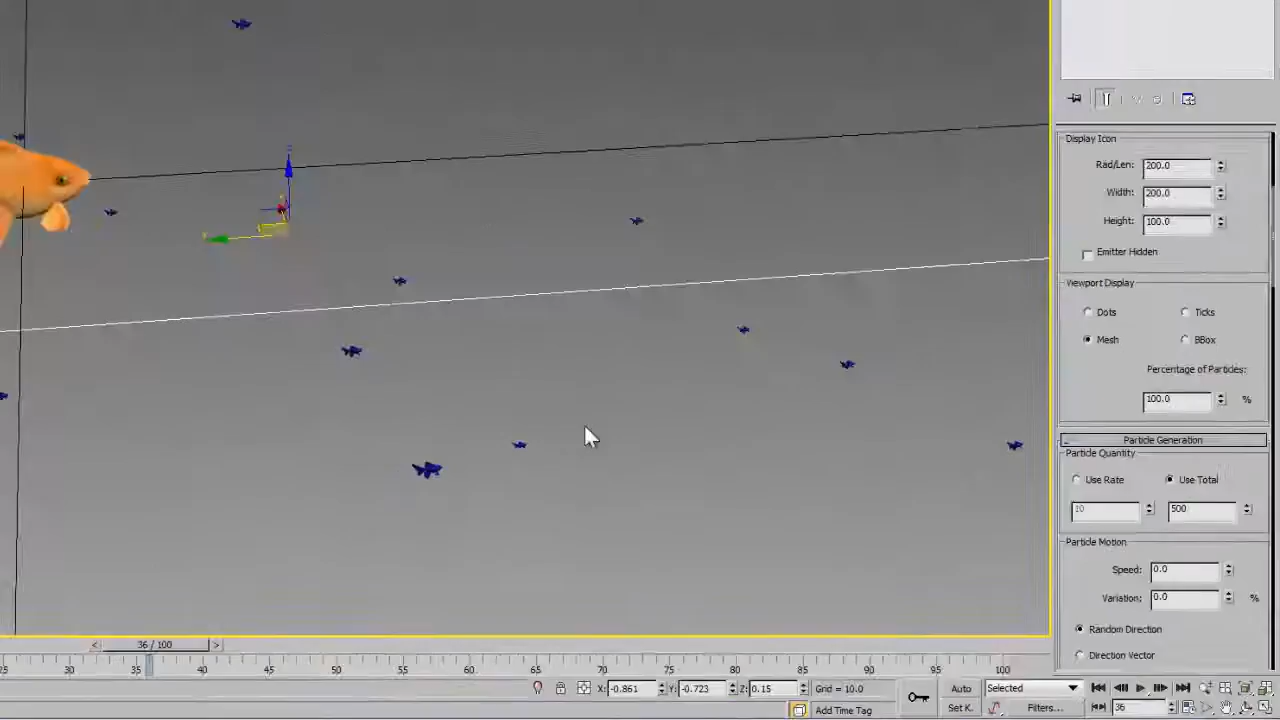 Display Icon
Rad/Len: 200.0
Width: 200.0
Height: 100.0
Emitter Hidden
Viewport Display
Dots Ticks
Mesh BBox
Percentage of Particles:
100.0 %
- Particle Generation
Particle Quantity
Use Rate Use Total
10 500
Particle Motion
Speed: 0.0
Variation: 0.0 %
Random Direction
Direction Vector
< 36 / 100 >
25 30 35 40 45 50 55 60 65 70 75 80 85 90 95 100
X: -0.861 Y: -0.723 Z: 0.15 Grid = 10.0 Auto Selected
Add Time Tag Set K. Filters... 36